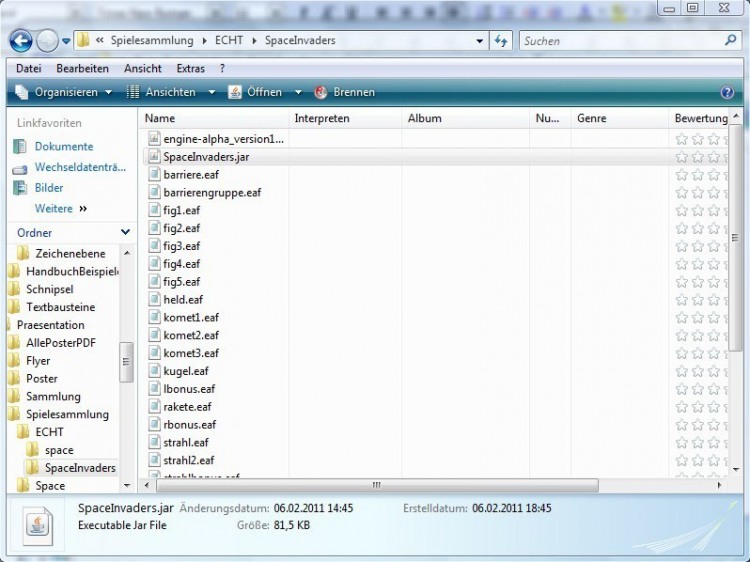 « Spielesammlung ▸ ECHT ▸ SpaceInvaders
Suchen
Datei Bearbeiten Ansicht Extras ?
Organisieren Ansichten Öffnen Brennen
Linkfavoriten
Dokumente
Wechseldatenträ...
Bilder
Weitere »
Ordner
Zeichenebene
HandbuchBeispiel
Schnipsel
Textbausteine
Praesentation
AllePosterPDF
Flyer
Poster
Sammlung
Spielesammlung
ECHT
space
SpaceInvaders
Space
Name Interpreten Album Nu... Genre Bewertung
engine-alpha_version1...
SpaceInvaders.jar
barriere.eaf
barrierengruppe.eaf
fig1.eaf
fig2.eaf
fig3.eaf
fig4.eaf
fig5.eaf
held.eaf
komet1.eaf
komet2.eaf
komet3.eaf
kugel.eaf
lbonus.eaf
rakete.eaf
rbonus.eaf
strahl.eaf
strahl2.eaf
strahlbonus.eaf
SpaceInvaders.jar Änderungsdatum: 06.02.2011 14:45 Erstelldatum: 06.02.2011 18:45
Executable Jar File Größe: 81,5 KB